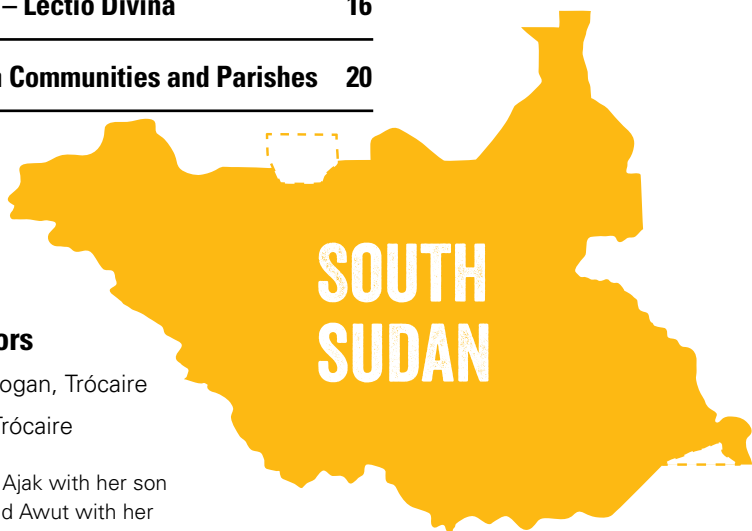 – Lectio Divina 16
Communities and Parishes 20
SOUTH
SUDAN
ogan, Trócaire
Trócaire
Ajak with her son
Awut with her